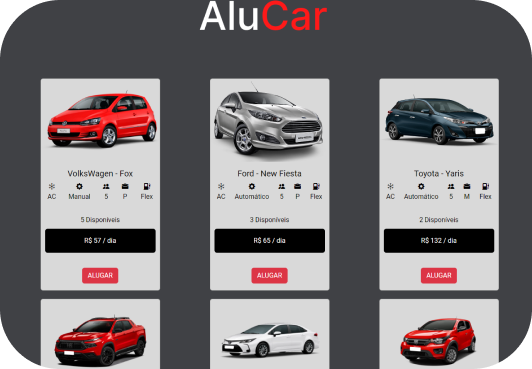 AluCar
VolksWagen - Fox
AC Manual 5 P Flex
5 Disponíveis
R$ 57 / dia
ALUGAR
Ford - New Fiesta
AC Automático 5 P Flex
3 Disponíveis
R$ 65 / dia
ALUGAR
Toyota - Yaris
AC Automático 5 M Flex
2 Disponíveis
R$ 132 / dia
ALUGAR